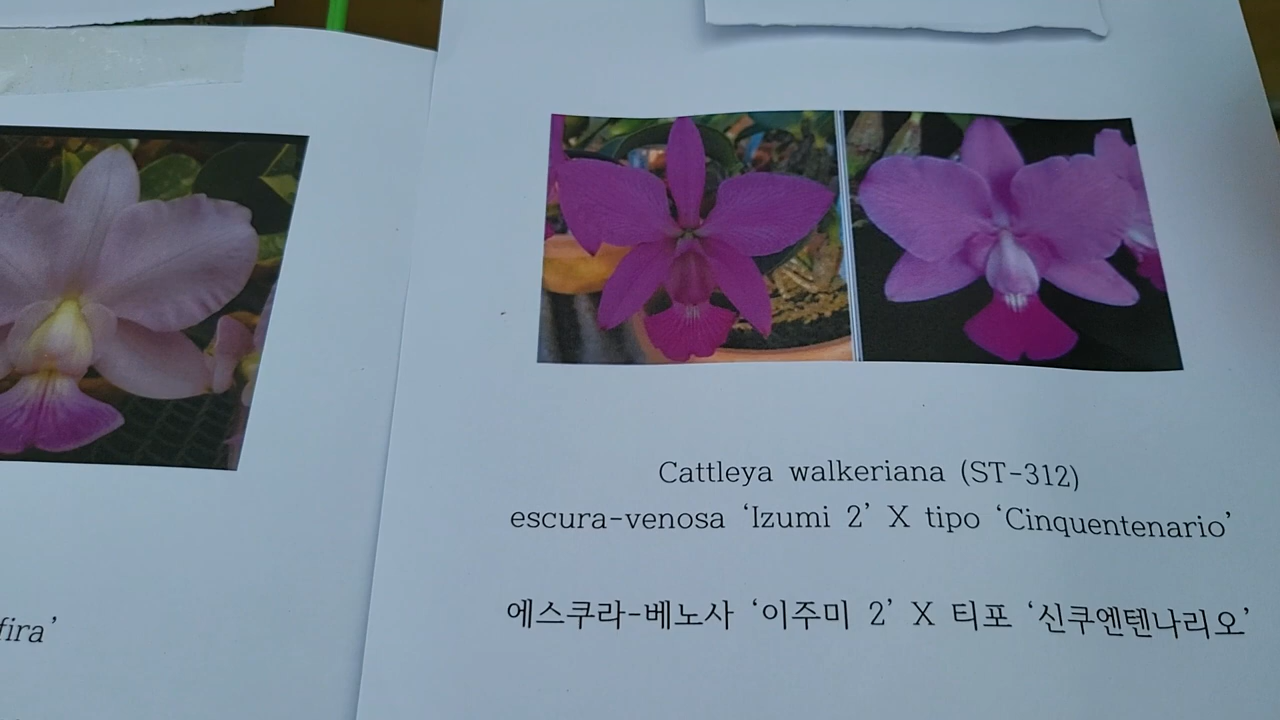 Cattleya walkeriana (ST-312)
escura-venosa ‘Izumi 2’ X tipo ‘Cinquentenario’
에스쿠라-베노사 ‘이주미 2’ X 티포 ‘신쿠엔텐나리오’